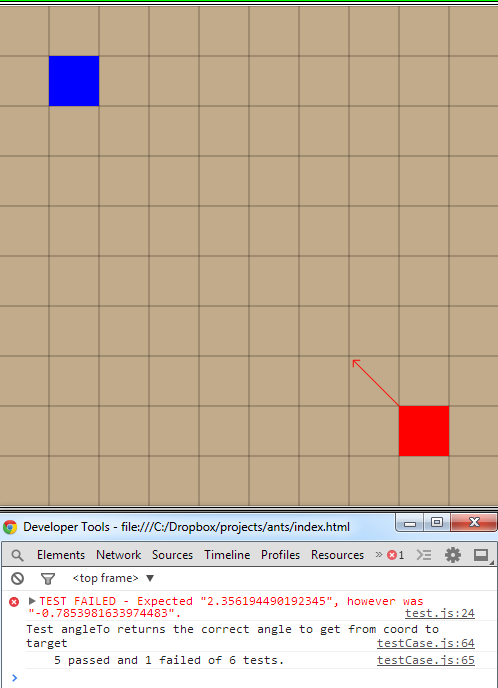 Developer Tools - file:///C:/Dropbox/projects/ants/index.html
Elements Network Sources Timeline Profiles Resources » 1
<top frame> ▼
TEST FAILED - Expected "2.356194490192345", however was
"-0.7853981633974483". test.js:24
Test angleTo returns the correct angle to get from coord to
target testCase.js:64
5 passed and 1 failed of 6 tests. testCase.js:65